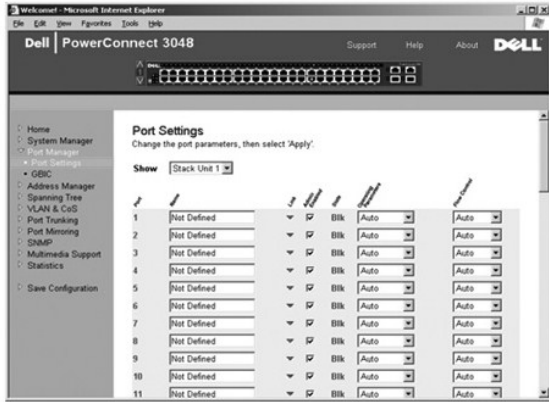 Welcome! - Microsoft Internet Explorer
File Edit View Favorites Tools Help
Dell | PowerConnect 3048
Support Help About DELL
Home
System Manager
Port Manager
Port Settings
GBIC
Address Manager
Spanning Tree
VLAN & CoS
Port Trunking
Port Mirroring
SNMP
Multimedia Support
Statistics
Save Configuration
Port Settings
Change the port parameters, then select 'Apply'.
Show Stack Unit 1
Port Name Link Admin Enabled State Operating Parameters Flow Control
1 Not Defined Blk Auto Auto
2 Not Defined Blk Auto Auto
3 Not Defined Blk Auto Auto
4 Not Defined Blk Auto Auto
5 Not Defined Blk Auto Auto
6 Not Defined Blk Auto Auto
7 Not Defined Blk Auto Auto
8 Not Defined Blk Auto Auto
9 Not Defined Blk Auto Auto
10 Not Defined Blk Auto Auto
11 Not Defined Blk Auto Auto